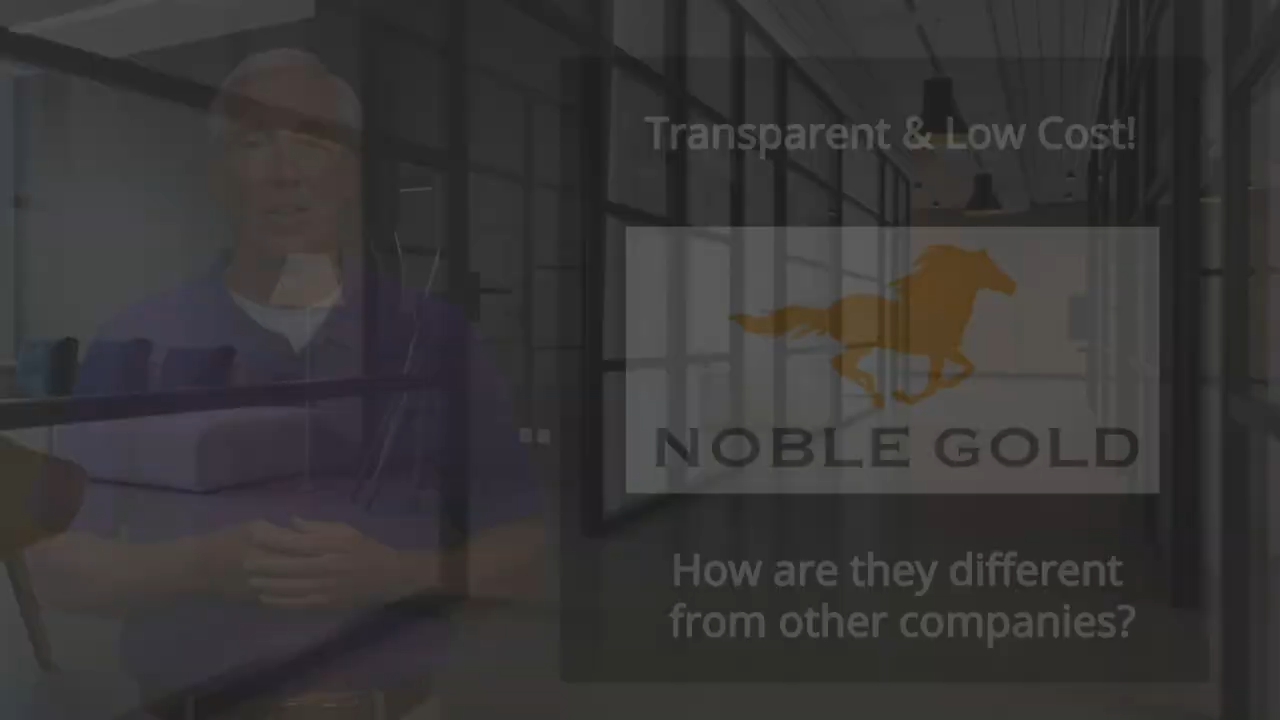 Transparent & Low Cost!
NOBLE GOLD
How are they different
from other companies?